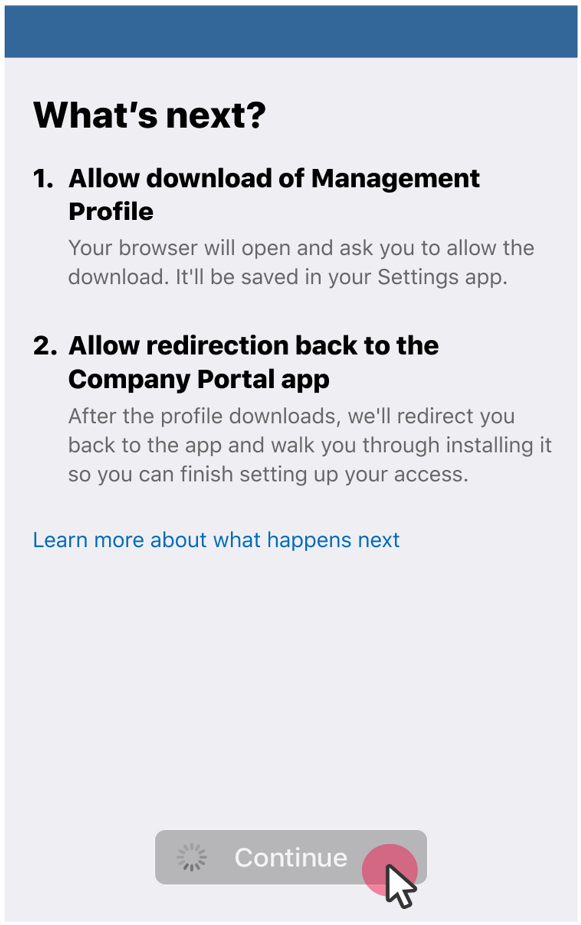 What's next?
1. Allow download of Management
Profile
Your browser will open and ask you to allow the
download. It'll be saved in your Settings app.
2. Allow redirection back to the
Company Portal app
After the profile downloads, we'll redirect you
back to the app and walk you through installing it
so you can finish setting up your access.
Learn more about what happens next
Continue